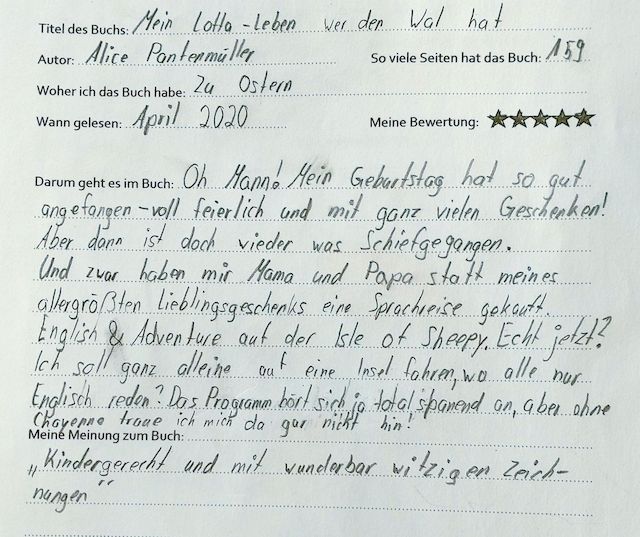 Titel des Buchs: Mein Lotta-Leben wer den Wal hat
Autor: Alice Pantermüller So viele Seiten hat das Buch: 159
Woher ich das Buch habe: Zu Ostern
Wann gelesen: April 2020 Meine Bewertung: ★★★★★
Darum geht es im Buch: Oh Mann! Mein Geburtstag hat so gut
angefangen - voll feierlich und mit ganz vielen Geschenken!
Aber dann ist doch wieder was Schiefgegangen.
Und zwar haben mir Mama und Papa statt meines
allergrößten Lieblingsgeschenks eine Sprachreise gekauft.
English & Adventure auf der Isle of Sheepy. Echt jetzt?
Ich soll ganz alleine auf eine Insel fahren, wo alle nur
Englisch reden? Das Programm hört sich ja total spanend an, aber ohne
Chayenne traue ich mich da gar nicht hin!
Meine Meinung zum Buch:
„Kindergerecht und mit wunderbar witzigen Zeich-
nungen"